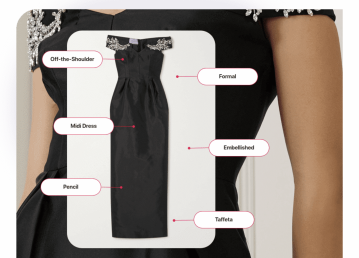 Off-the-Shoulder
Formal
Midi Dress
Embellished
Pencil
Taffeta